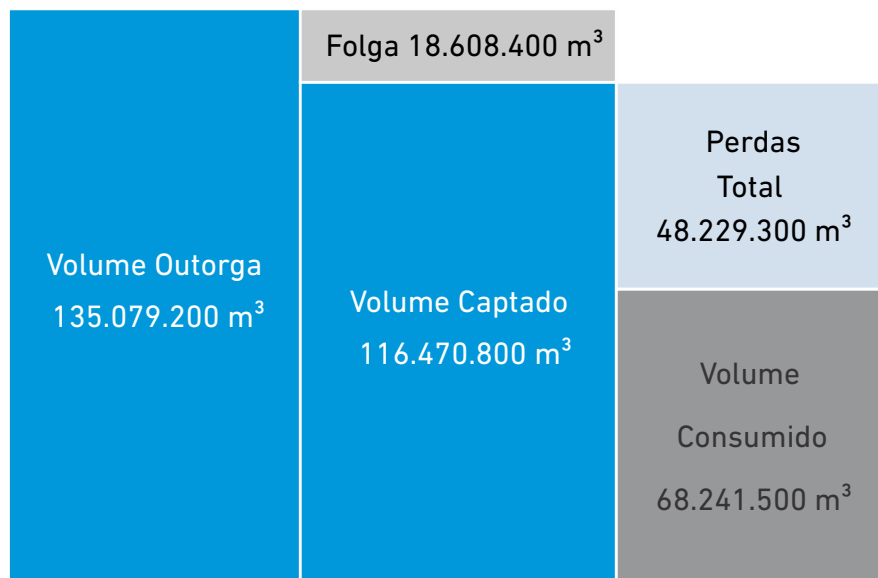 Folga 18.608.400 m³
Volume Outorga
135.079.200 m³
Volume Captado
116.470.800 m³
Perdas
Total
48.229.300 m³
Volume
Consumido
68.241.500 m³